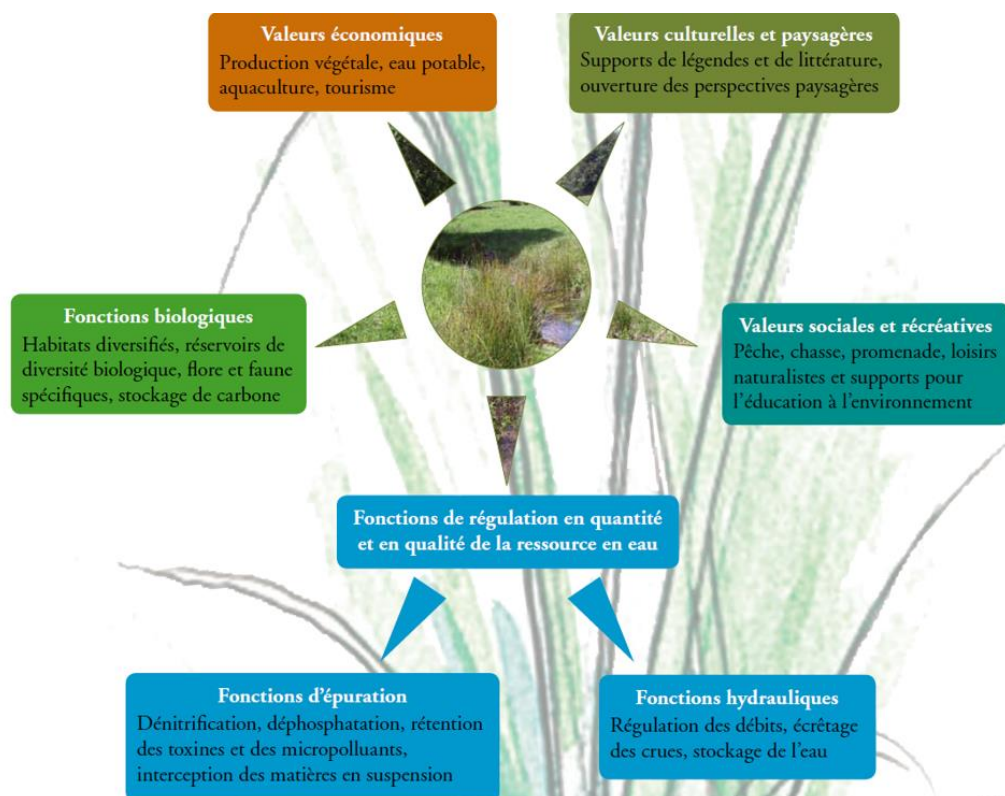 Valeurs économiques
Production végétale, eau potable,
aquaculture, tourisme
Valeurs culturelles et paysagères
Supports de légendes et de littérature,
ouverture des perspectives paysagères
Fonctions biologiques
Habitats diversifiés, réservoirs de
diversité biologique, flore et faune
spécifiques, stockage de carbone
Valeurs sociales et récréatives
Pêche, chasse, promenade, loisirs
naturalistes et supports pour
l’éducation à l’environnement
Fonctions de régulation en quantité
et en qualité de la ressource en eau
Fonctions d’épuration
Dénitrification, déphosphatation, rétention
des toxines et des micropolluants,
interception des matières en suspension
Fonctions hydrauliques
Régulation des débits, écrêtage
des crues, stockage de l’eau